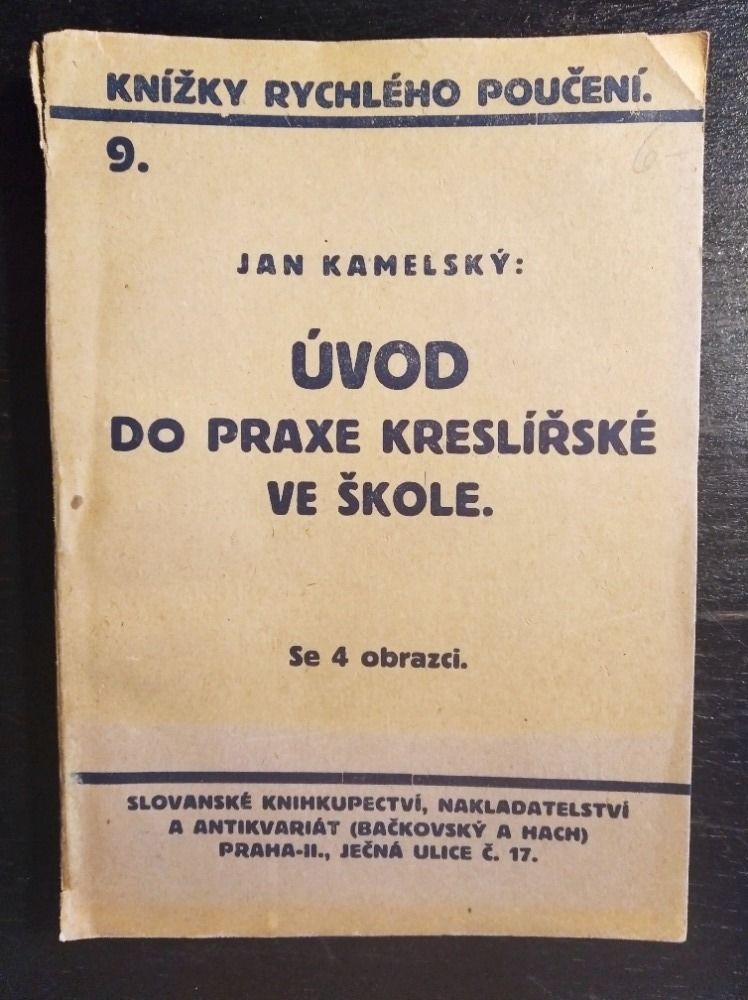 KNÍŽKY RYCHLÉHO POUČENÍ.
9.
6-
JAN KAMELSKÝ:
ÚVOD
DO PRAXE KRESLÍŘSKÉ
VE ŠKOLE.
Se 4 obrazci.
SLOVANSKÉ KNIHKUPECTVÍ, NAKLADATELSTVÍ
A ANTIKVARIÁT (BAČKOVSKÝ A HACH)
PRAHA-II., JEČNÁ ULICE Č. 17.